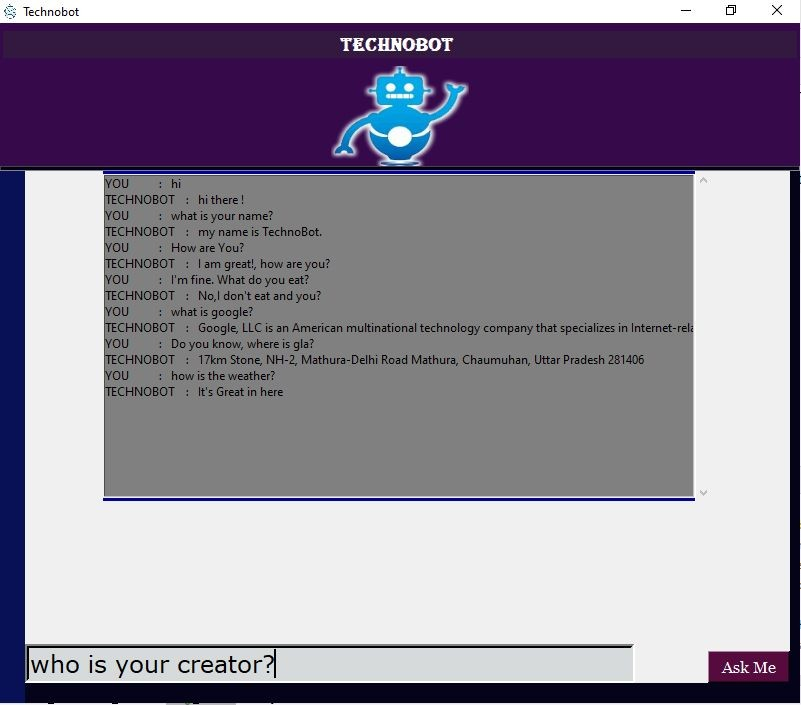 Technobot
TECHNOBOT
YOU : hi
TECHNOBOT : hi there !
YOU : what is your name?
TECHNOBOT : my name is TechnoBot.
YOU : How are You?
TECHNOBOT : I am great!, how are you?
YOU : I'm fine. What do you eat?
TECHNOBOT : No,I don't eat and you?
YOU : what is google?
TECHNOBOT : Google, LLC is an American multinational technology company that specializes in Internet-rela
YOU : Do you know, where is gla?
TECHNOBOT : 17km Stone, NH-2, Mathura-Delhi Road Mathura, Chaumuhan, Uttar Pradesh 281406
YOU : how is the weather?
TECHNOBOT : It's Great in here
who is your creator?
Ask Me